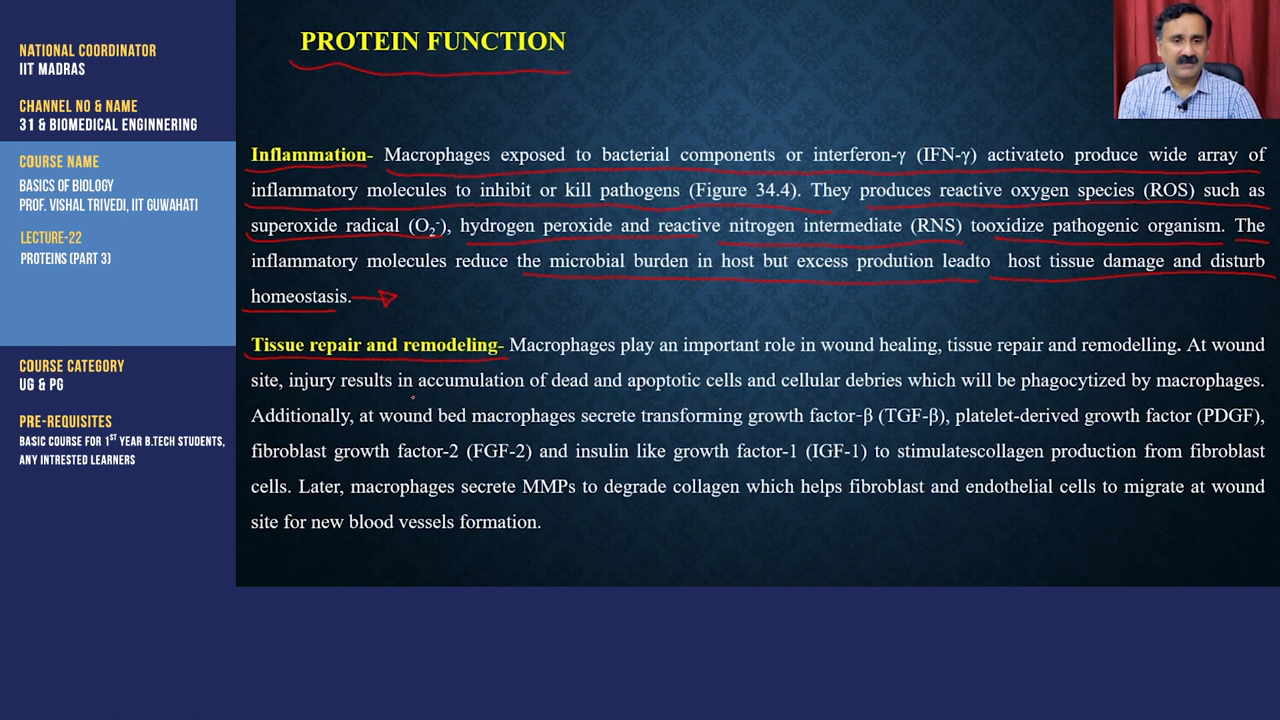 NATIONAL COORDINATOR
IIT MADRAS
CHANNEL NO & NAME
31 & BIOMEDICAL ENGINNERING
COURSE NAME
BASICS OF BIOLOGY
PROF. VISHAL TRIVEDI, IIT GUWAHATI
LECTURE-22
PROTEINS (PART 3)
COURSE CATEGORY
UG & PG
PRE-REQUISITES
BASIC COURSE FOR 1ST YEAR B.TECH STUDENTS,
ANY INTRESTED LEARNERS
PROTEIN FUNCTION
Inflammation- Macrophages exposed to bacterial components or interferon-γ (IFN-γ) activateto produce wide array of
inflammatory molecules to inhibit or kill pathogens (Figure 34.4). They produces reactive oxygen species (ROS) such as
superoxide radical (O2-), hydrogen peroxide and reactive nitrogen intermediate (RNS) tooxidize pathogenic organism. The
inflammatory molecules reduce the microbial burden in host but excess prodution leadto host tissue damage and disturb
homeostasis.
Tissue repair and remodeling- Macrophages play an important role in wound healing, tissue repair and remodelling. At wound
site, injury results in accumulation of dead and apoptotic cells and cellular debries which will be phagocytized by macrophages.
Additionally, at wound bed macrophages secrete transforming growth factor-β (TGF-β), platelet-derived growth factor (PDGF),
fibroblast growth factor-2 (FGF-2) and insulin like growth factor-1 (IGF-1) to stimulatescollagen production from fibroblast
cells. Later, macrophages secrete MMPs to degrade collagen which helps fibroblast and endothelial cells to migrate at wound
site for new blood vessels formation.